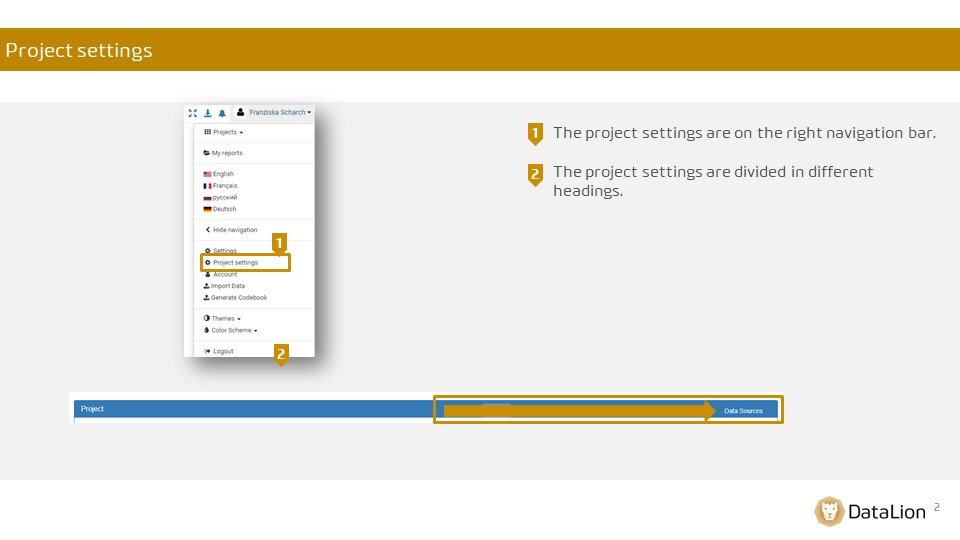 Project settings
Franziska Scharch
Projects
My reports
English
Français
русский
Deutsch
Hide navigation
1
Settings
Project settings
Account
Import Data
Generate Codebook
Themes
Color Scheme
Logout
2
1 The project settings are on the right navigation bar.
2 The project settings are divided in different
headings.
Project
Data Sources
DataLion 2